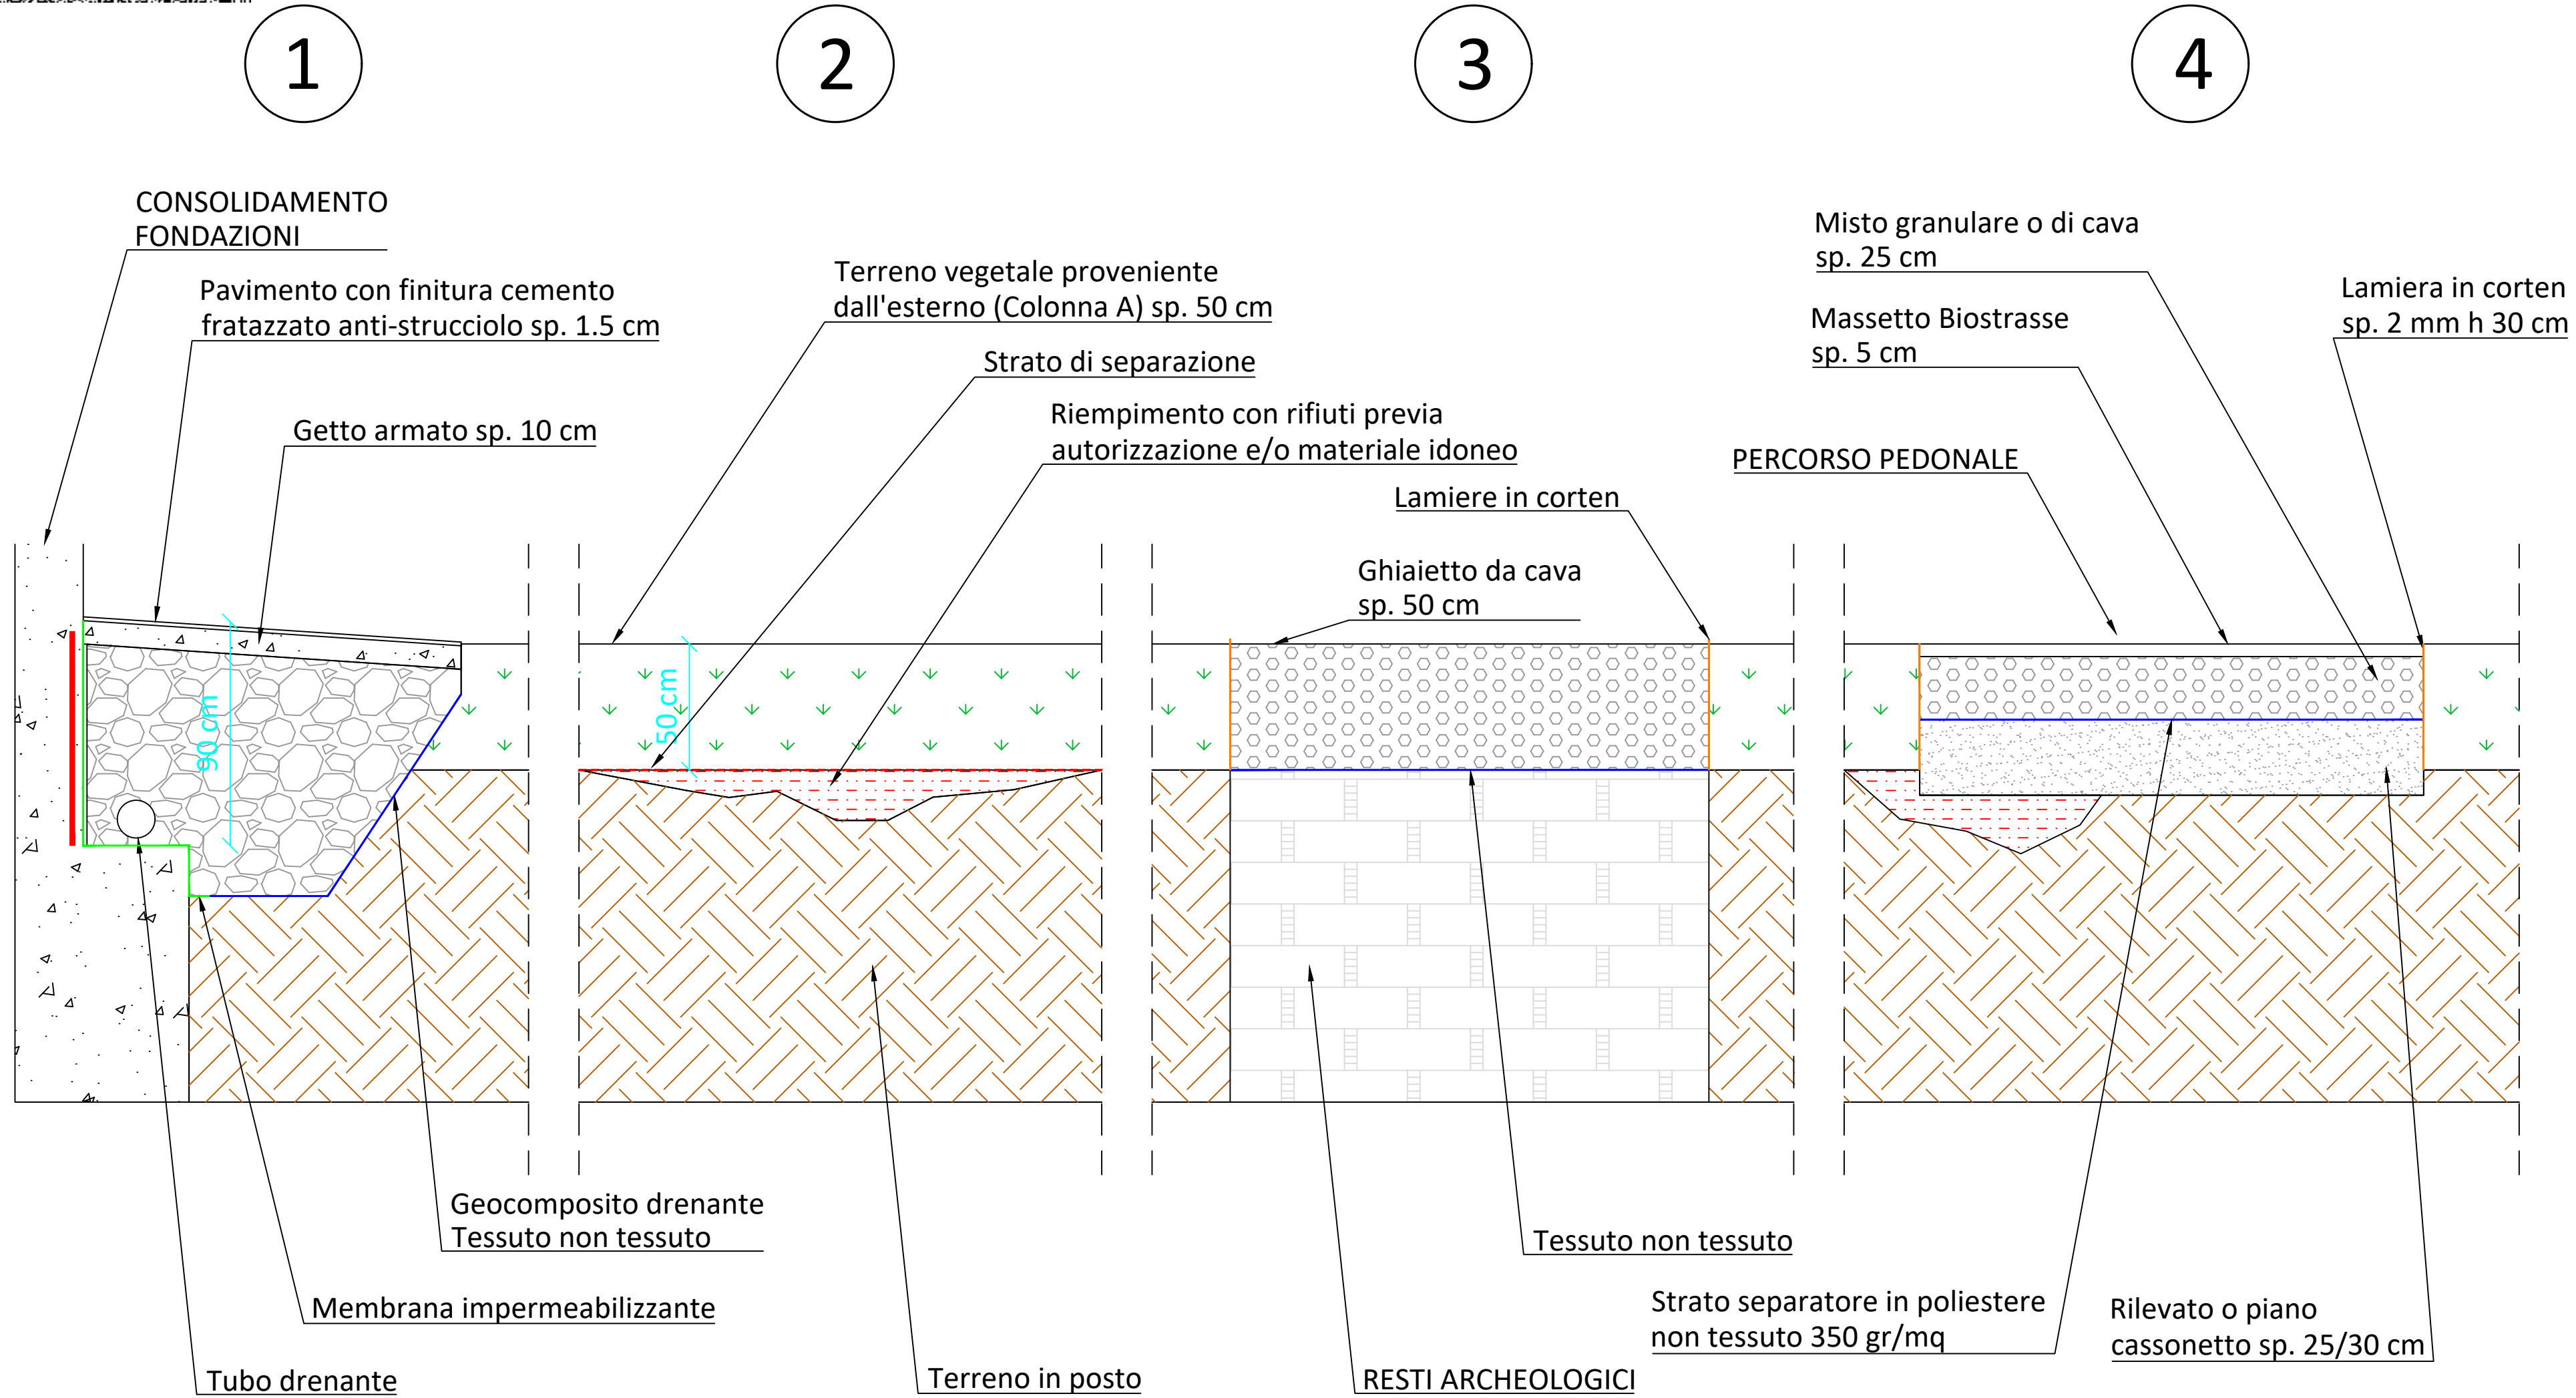 1
2
3
4
CONSOLIDAMENTO
FONDAZIONI
Pavimento con finitura cemento
fratazzato anti-strucciolo sp. 1.5 cm
Getto armato sp. 10 cm
Terreno vegetale proveniente
dall'esterno (Colonna A) sp. 50 cm
Strato di separazione
Riempimento con rifiuti previa
autorizzazione e/o materiale idoneo
Lamiere in corten
Ghiaietto da cava
sp. 50 cm
Misto granulare o di cava
sp. 25 cm
Massetto Biostrasse
sp. 5 cm
Lamiera in corten
sp. 2 mm h 30 cm
PERCORSO PEDONALE
90 cm
50 cm
Geocomposito drenante
Tessuto non tessuto
Membrana impermeabilizzante
Tubo drenante
Terreno in posto
Tessuto non tessuto
RESTI ARCHEOLOGICI
Strato separatore in poliestere
non tessuto 350 gr/mq
Rilevato o piano
cassonetto sp. 25/30 cm